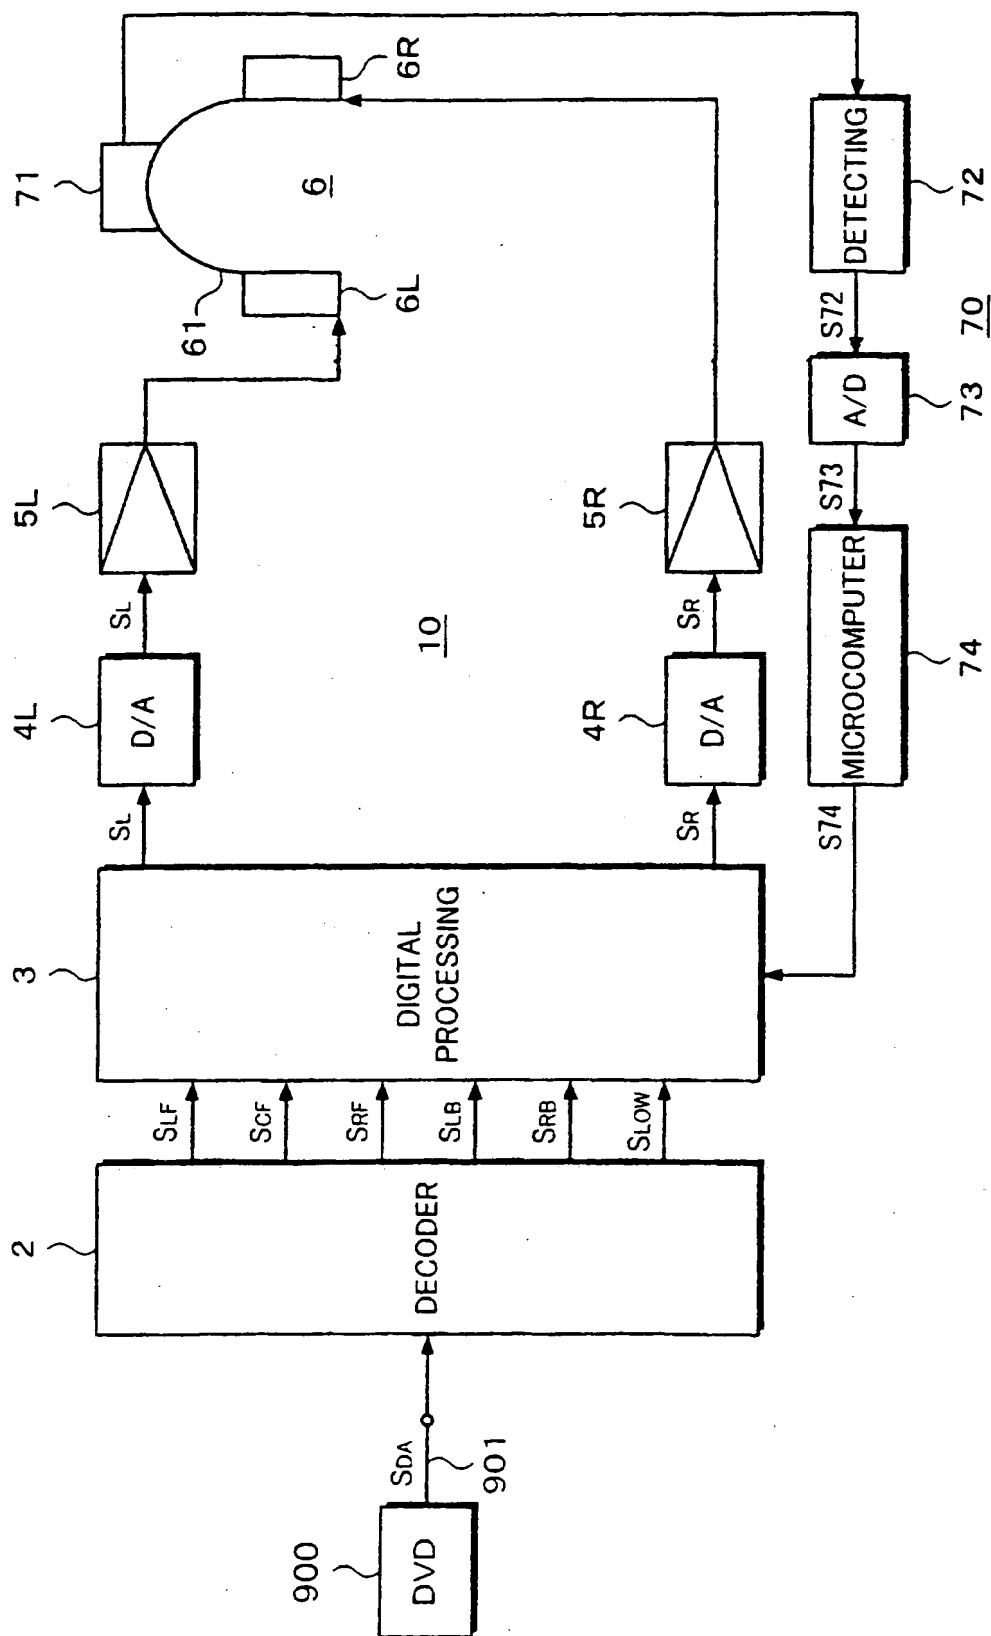 900
DVD
SDA
901
2
DECODER
SLF
SCF
SRF
SLB
SRB
SLOW
3
DIGITAL
PROCESSING
SL
SR
4L
D/A
4R
D/A
SL
SR
10
5L
5R
61
6L
6
6R
71
S74
MICROCOMPUTER
74
S73
A/D
73
S72
DETECTING
72
70